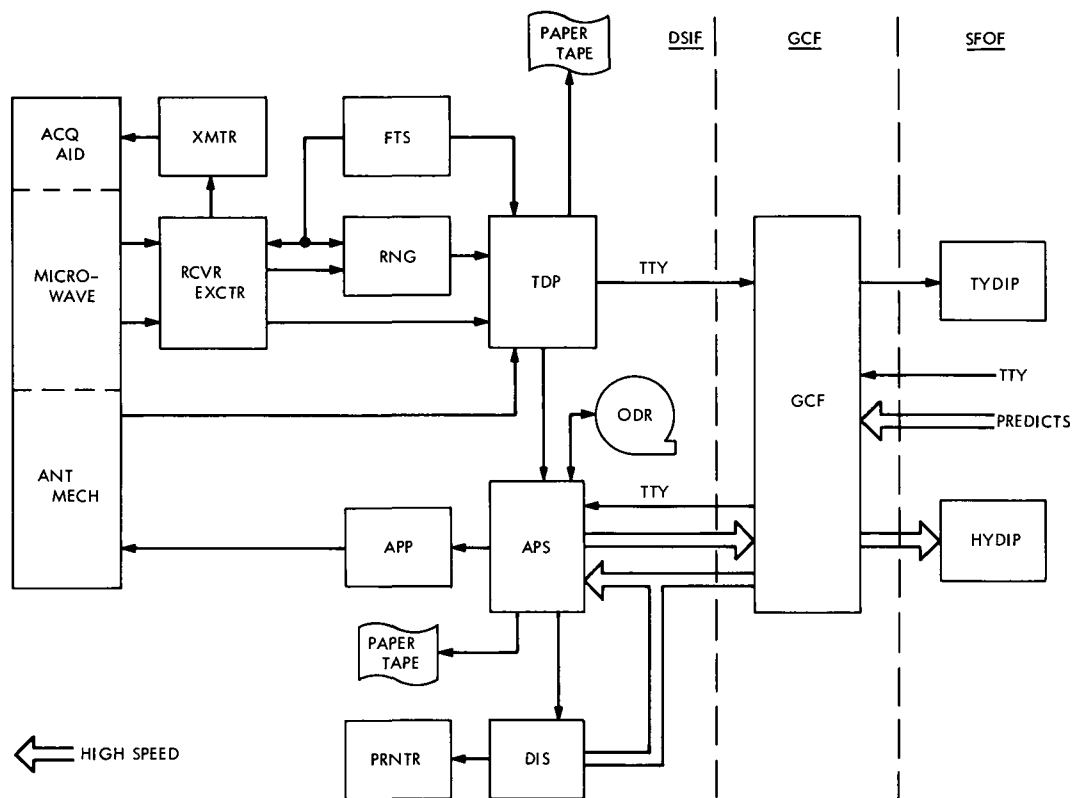 PAPER
TAPE
DSIF
GCF
SFOF
ACQ
AID
XMTR
FTS
MICRO-
WAVE
RCVR
EXCTR
RNG
TDP
TTY
TYDIP
GCF
TTY
PREDICTS
ODR
ANT
MECH
TTY
APP
APS
HYDIP
PAPER
TAPE
HIGH SPEED
PRNTR
DIS